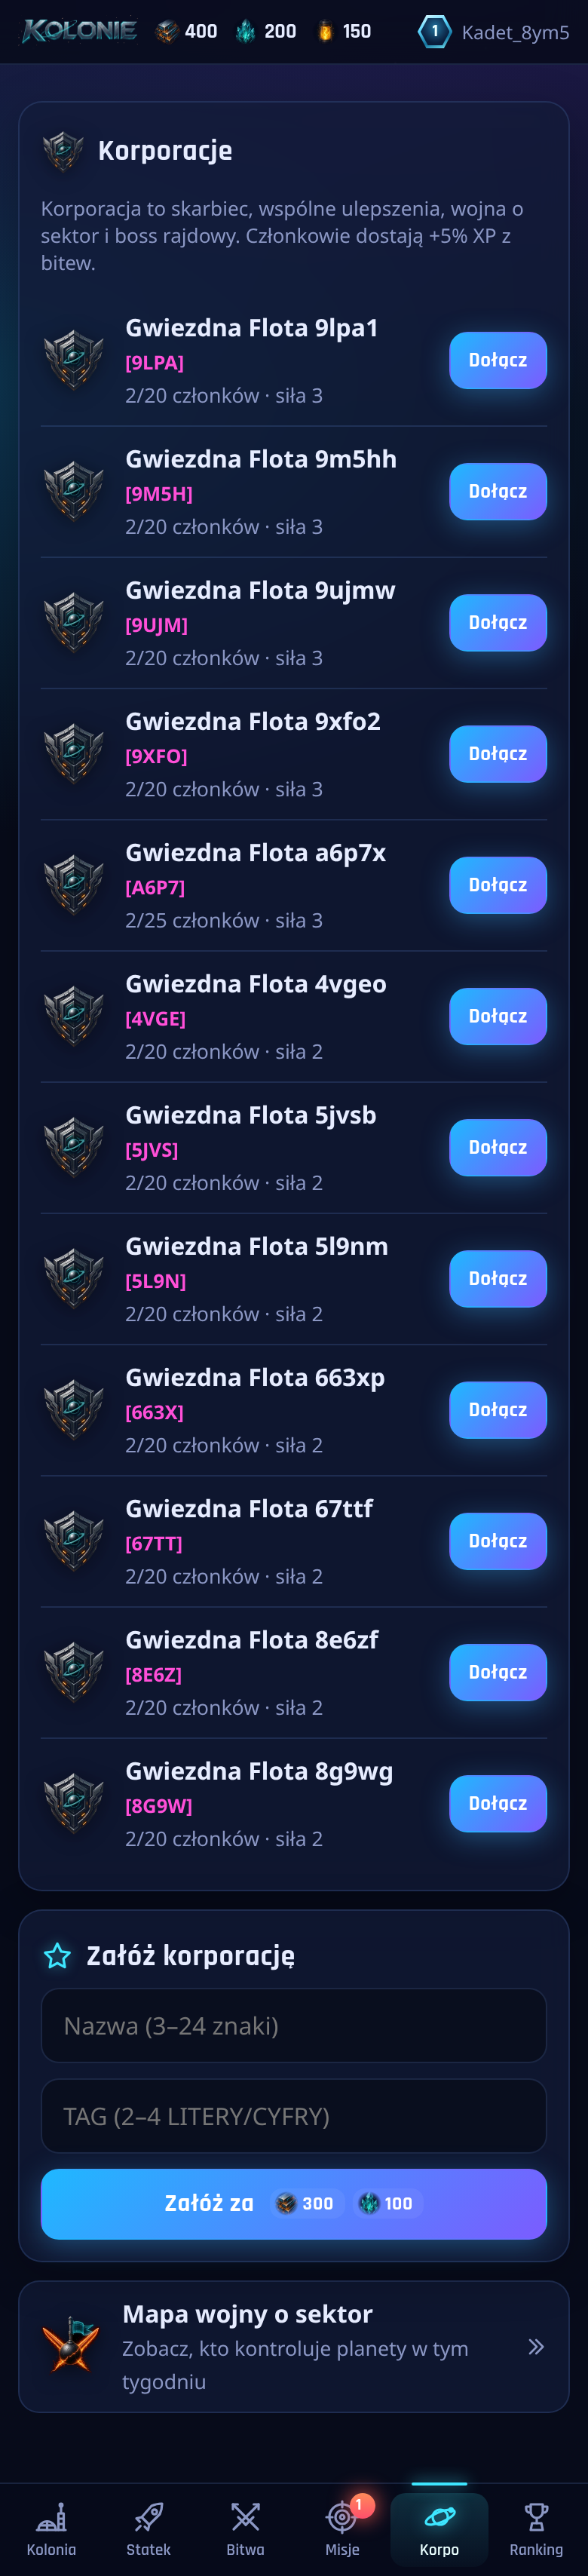 KOLONIE 400 200 150 1 Kadet_8ym5
Korporacje
Korporacja to skarbiec, wspólne ulepszenia, wojna o
sektor i boss rajdowy. Członkowie dostają +5% XP z
bitew.
Gwiezdna Flota 9lpa1
[9LPA]
2/20 członków · siła 3
Dołącz
Gwiezdna Flota 9m5hh
[9M5H]
2/20 członków · siła 3
Dołącz
Gwiezdna Flota 9ujmw
[9UJM]
2/20 członków · siła 3
Dołącz
Gwiezdna Flota 9xfo2
[9XFO]
2/20 członków · siła 3
Dołącz
Gwiezdna Flota a6p7x
[A6P7]
2/25 członków · siła 3
Dołącz
Gwiezdna Flota 4vgeo
[4VGE]
2/20 członków · siła 2
Dołącz
Gwiezdna Flota 5jvsb
[5JVS]
2/20 członków · siła 2
Dołącz
Gwiezdna Flota 5l9nm
[5L9N]
2/20 członków · siła 2
Dołącz
Gwiezdna Flota 663xp
[663X]
2/20 członków · siła 2
Dołącz
Gwiezdna Flota 67ttf
[67TT]
2/20 członków · siła 2
Dołącz
Gwiezdna Flota 8e6zf
[8E6Z]
2/20 członków · siła 2
Dołącz
Gwiezdna Flota 8g9wg
[8G9W]
2/20 członków · siła 2
Dołącz
Załóż korporację
Nazwa (3–24 znaki)
TAG (2–4 LITERY/CYFRY)
Załóż za 300 100
Mapa wojny o sektor
Zobacz, kto kontroluje planety w tym
tygodniu
1
Kolonia Statek Bitwa Misje Korpo Ranking